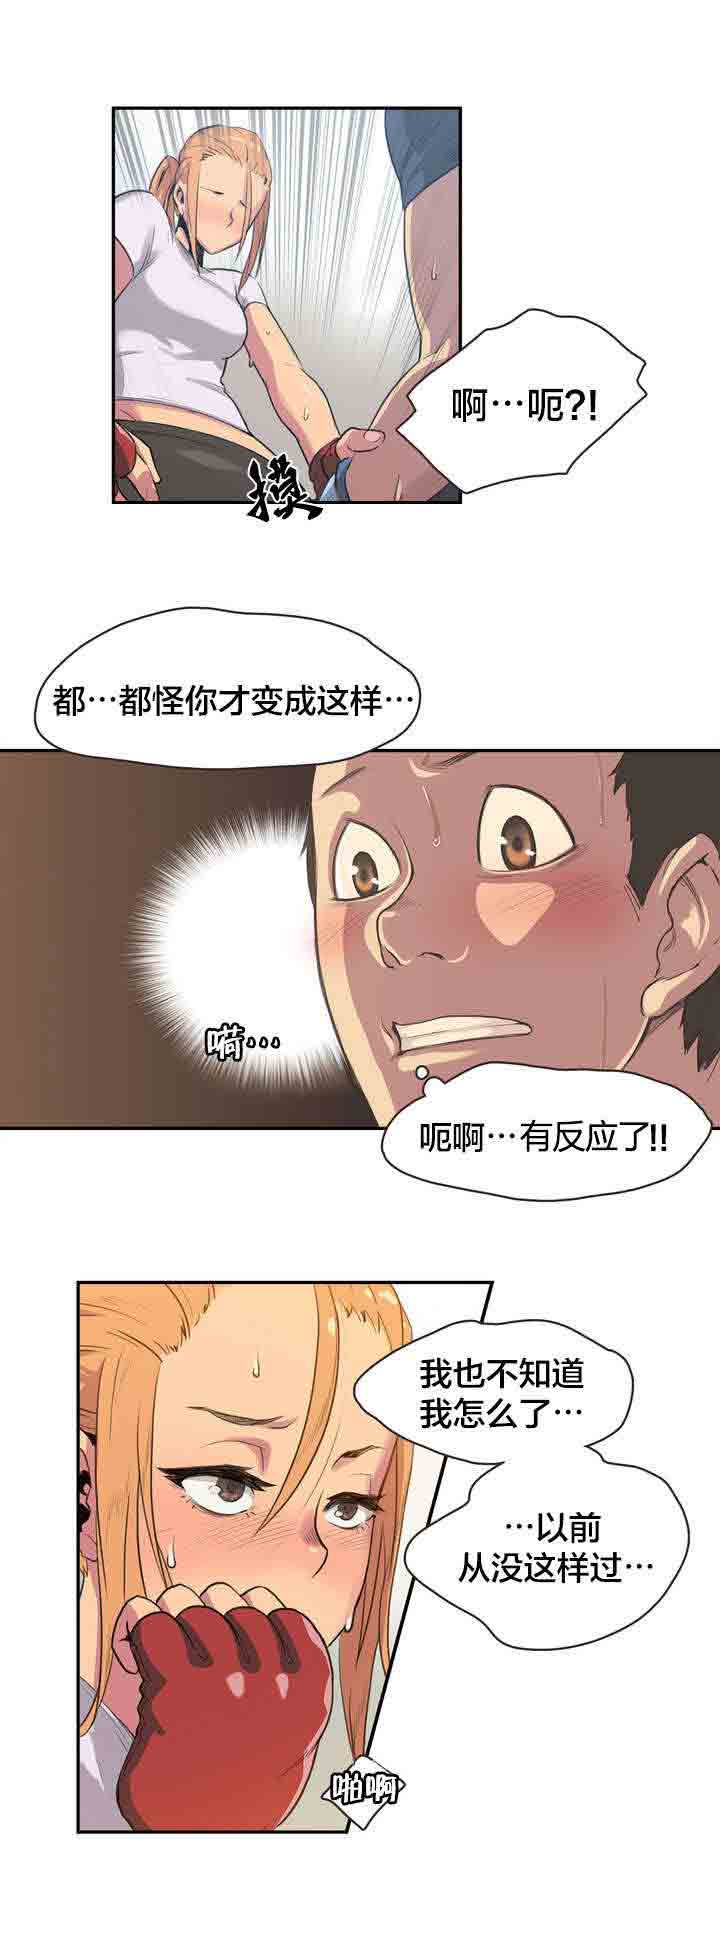 啊…呃?!
摸
都…都怪你才变成这样…
嗬…
呃啊…有反应了!!
我也不知道
我怎么了…
…以前
从没这样过…
啪啊